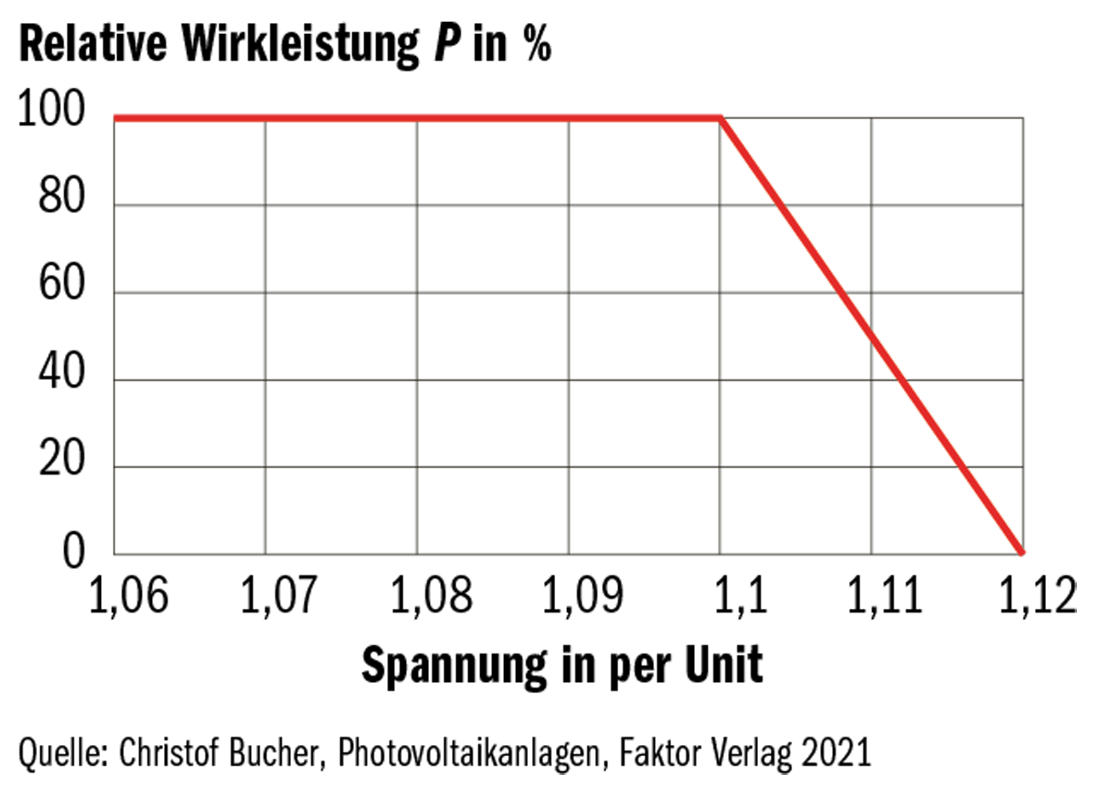 Relative Wirkleistung P in %
100
80
60
40
20
0
1,06 1,07 1,08 1,09 1,1 1,11 1,12
Spannung in per Unit
Quelle: Christof Bucher, Photovoltaikanlagen, Faktor Verlag 2021